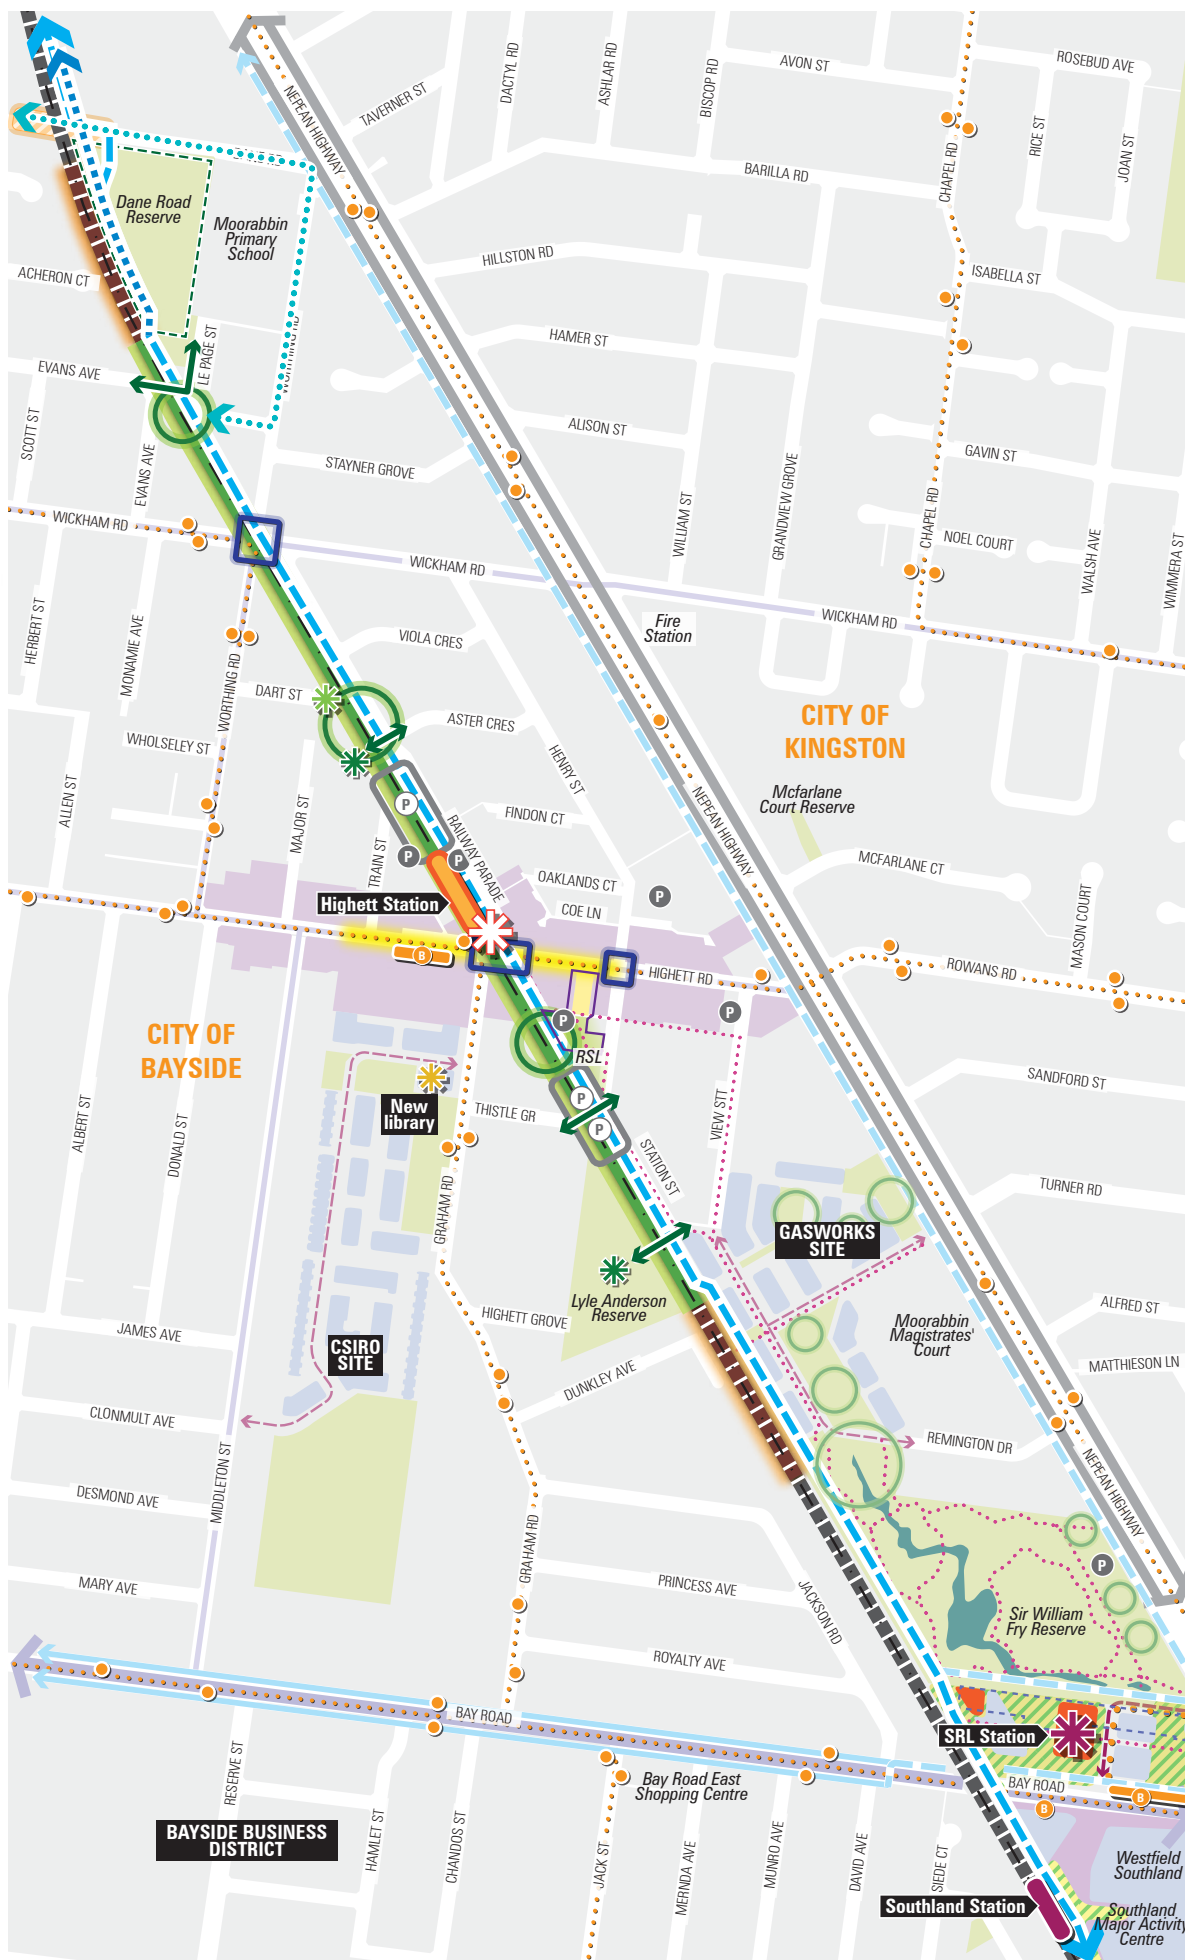 NEPEAN HIGHWAY
TAVERNER ST
DACTYL RD
ASHLAR RD
BISCOP RD
AVON ST
ROSEBUD AVE
RICE ST
JOAN ST
CHAPEL RD
BARILLA RD
Dane Road
Reserve
Moorabbin
Primary
School
ACHERON CT
HILLSTON RD
ISABELLA ST
HAMER ST
LE PAGE ST
WORTHING RD
EVANS AVE
SCOTT ST
EVANS AVE
ALISON ST
STAYNER GROVE
GAVIN ST
GRANDVIEW GROVE
WILLIAM ST
CHAPEL RD
NOEL COURT
WALSH AVE
WIMMERA ST
WICKHAM RD
WICKHAM RD
WICKHAM RD
Fire
Station
HERBERT ST
MONAMIE AVE
WORTHING RD
VIOLA CRES
DART ST
ASTER CRES
WHOLSELEY ST
HENRY ST
CITY OF
KINGSTON
NEPEAN HIGHWAY
Mcfarlane
Court Reserve
ALLEN ST
MAJOR ST
TRAIN ST
P
RAILWAY PARADE
FINDON CT
P
P
OAKLANDS CT
P
MCFARLANE CT
MASON COURT
Highett Station
COE LN
B
HIGHETT RD
ROWANS RD
P
P
CITY OF
BAYSIDE
RSL
New
library
P
P
THISTLE GR
VIEW STT
SANDFORD ST
ALBERT ST
DONALD ST
GRAHAM RD
STATION ST
TURNER RD
GASWORKS
SITE
Lyle Anderson
Reserve
HIGHETT GROVE
JAMES AVE
CSIRO
SITE
Moorabbin
Magistrates'
Court
ALFRED ST
MATTHIESON LN
DUNKLEY AVE
CLONMULT AVE
REMINGTON DR
MIDDLETON ST
DESMOND AVE
NEPEAN HIGHWAY
GRAHAM RD
MARY AVE
PRINCESS AVE
JACKSON RD
P
Sir William
Fry Reserve
ROYALTY AVE
BAY ROAD
SRL Station
BAY ROAD
B
B
RESERVE ST
Bay Road East
Shopping Centre
BAYSIDE BUSINESS
DISTRICT
HAMLET ST
CHANDOS ST
JACK ST
MERNDA AVE
MUNRO AVE
DAVID AVE
SIEDE CT
Westfield
Southland
Southland Station
Southland
Major Activity
Centre